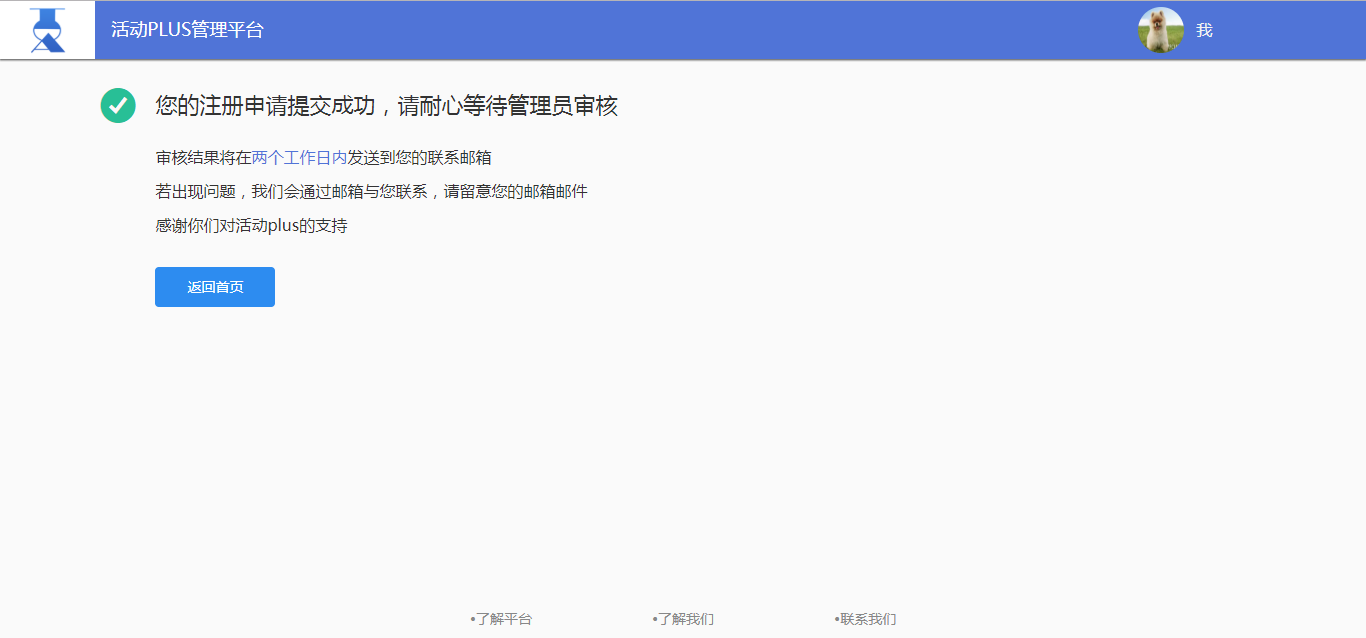 活动PLUS管理平台
我
您的注册申请提交成功，请耐心等待管理员审核
审核结果将在两个工作日内发送到您的联系邮箱
若出现问题，我们会通过邮箱与您联系，请留意您的邮箱邮件
感谢你们对活动plus的支持
返回首页
•了解平台
•了解我们
•联系我们